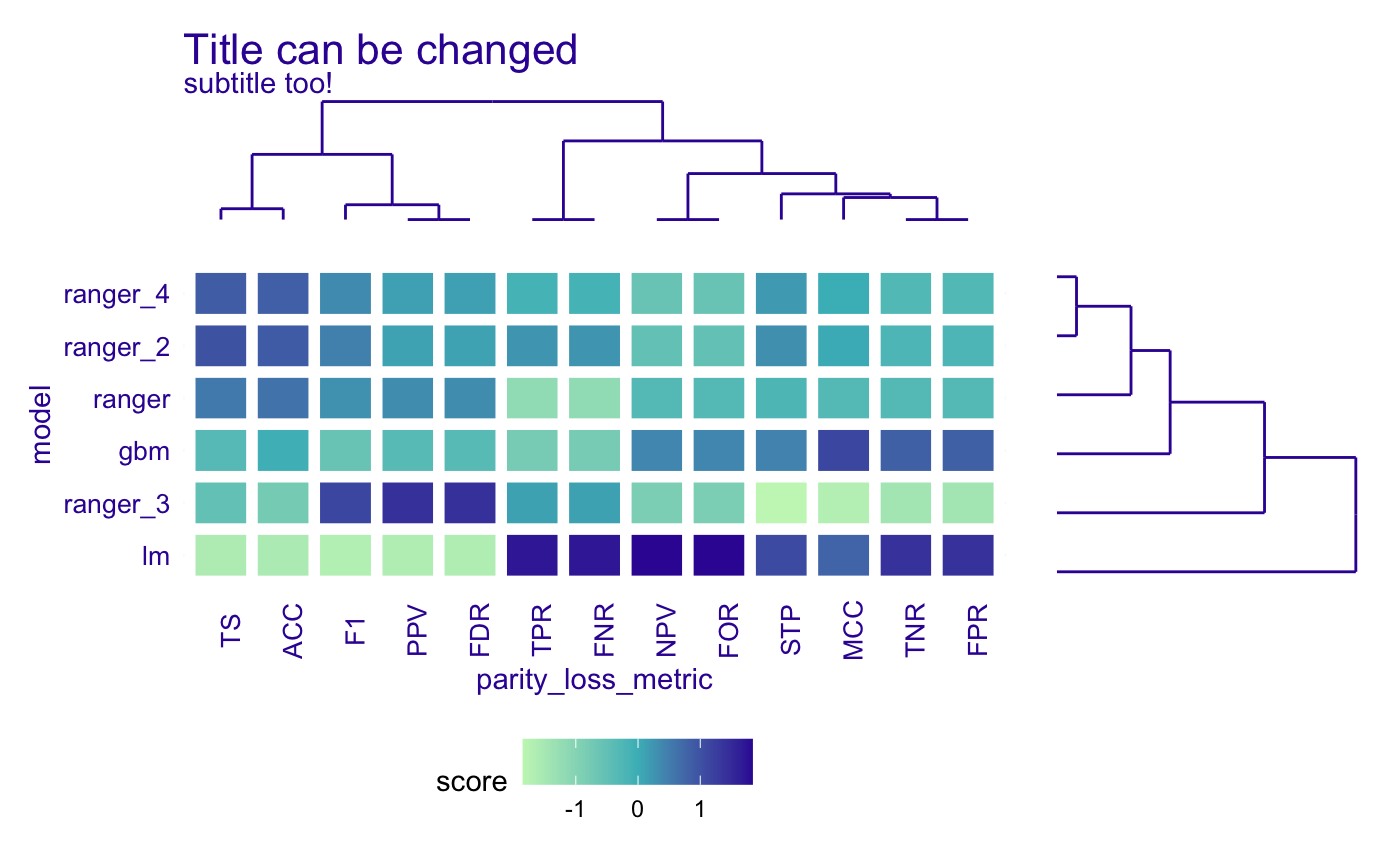 Title can be changed
subtitle too!
ranger_4
ranger_2
ranger
gbm
ranger_3
lm
model
TS ACC F1 PPV FDR TPR FNR NPV FOR STP MCC TNR FPR
parity_loss_metric
score
-1 0 1